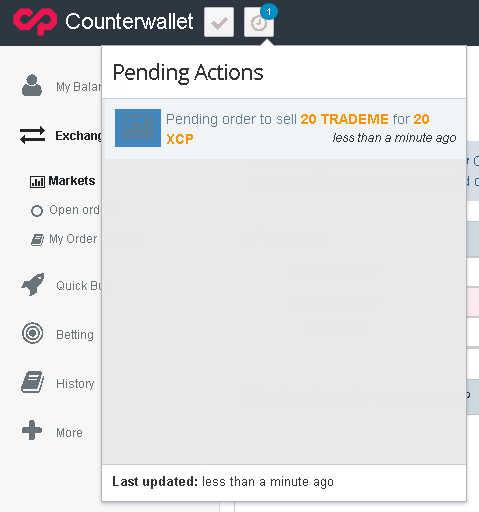 Counterwallet
1
Pending Actions
My Bala
Pending order to sell 20 TRADEME for 20
XCP
less than a minute ago
Exchang
Markets
Open ord
My Order
Quick Bu
Betting
History
More
Last updated: less than a minute ago